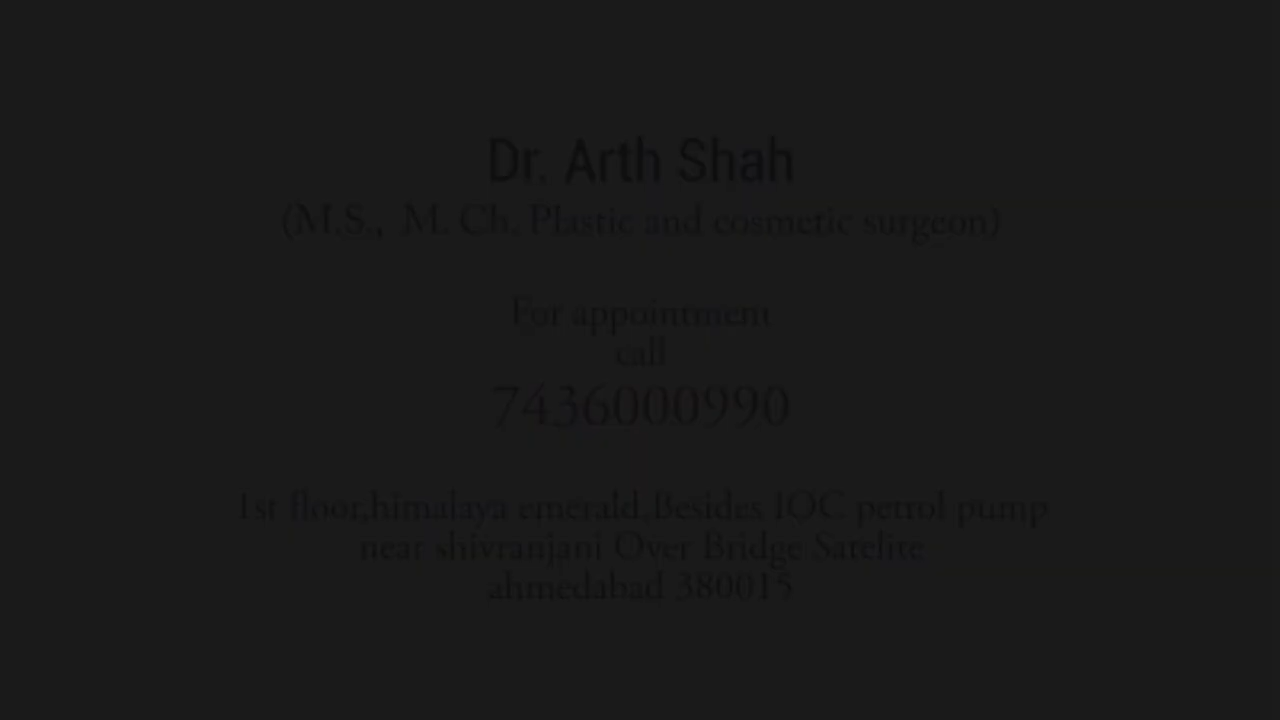 Dr. Arth Shah
(M.S., M. Ch. Plastic and cosmetic surgeon)
For appointment
call
7436000990
1st floor,himalaya emerald,Besides IOC petrol pump
near shivranjani Over Bridge Satelite
ahmedabad 380015